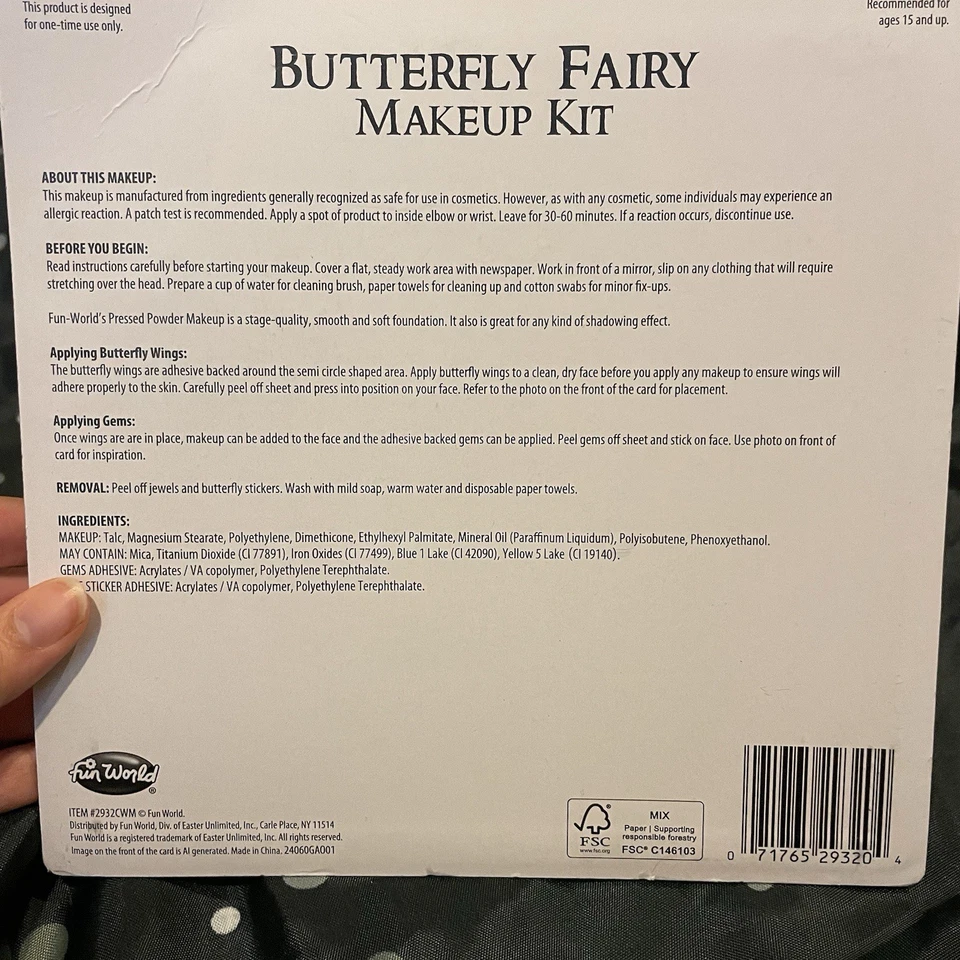 This product is designed
for one-time use only.
Recommended for
ages 15 and up.
BUTTERFLY FAIRY
MAKEUP KIT
ABOUT THIS MAKEUP:
This makeup is manufactured from ingredients generally recognized as safe for use in cosmetics. However, as with any cosmetic, some individuals may experience an
allergic reaction. A patch test is recommended. Apply a spot of product to inside elbow or wrist. Leave for 30-60 minutes. If a reaction occurs, discontinue use.
BEFORE YOU BEGIN:
Read instructions carefully before starting your makeup. Cover a flat, steady work area with newspaper. Work in front of a mirror, slip on any clothing that will require
stretching over the head. Prepare a cup of water for cleaning brush, paper towels for cleaning up and cotton swabs for minor fix-ups.
Fun-World's Pressed Powder Makeup is a stage-quality, smooth and soft foundation. It also is great for any kind of shadowing effect.
Applying Butterfly Wings:
The butterfly wings are adhesive backed around the semi circle shaped area. Apply butterfly wings to a clean, dry face before you apply any makeup to ensure wings will
adhere properly to the skin. Carefully peel off sheet and press into position on your face. Refer to the photo on the front of the card for placement.
Applying Gems:
Once wings are are in place, makeup can be added to the face and the adhesive backed gems can be applied. Peel gems off sheet and stick on face. Use photo on front of
card for inspiration.
REMOVAL: Peel off jewels and butterfly stickers. Wash with mild soap, warm water and disposable paper towels.
INGREDIENTS:
MAKEUP: Talc, Magnesium Stearate, Polyethylene, Dimethicone, Ethylhexyl Palmitate, Mineral Oil (Paraffinum Liquidum), Polyisobutene, Phenoxyethanol.
MAY CONTAIN: Mica, Titanium Dioxide (CI 77891), Iron Oxides (CI 77499), Blue 1 Lake (CI 42090), Yellow 5 Lake (CI 19140).
GEMS ADHESIVE: Acrylates / VA copolymer, Polyethylene Terephthalate.
STICKER ADHESIVE: Acrylates / VA copolymer, Polyethylene Terephthalate.
fun World®
ITEM #2932CWM © Fun World.
Distributed by Fun World, Div. of Easter Unlimited, Inc., Carle Place, NY 11514
Fun World is a registered trademark of Easter Unlimited, Inc. All rights reserved.
Image on the front of the card is AI generated. Made in China. 24060GA001
FSC
www.fsc.org
MIX
Paper | Supporting
responsible forestry
FSC® C146103
0 71765 29320 4